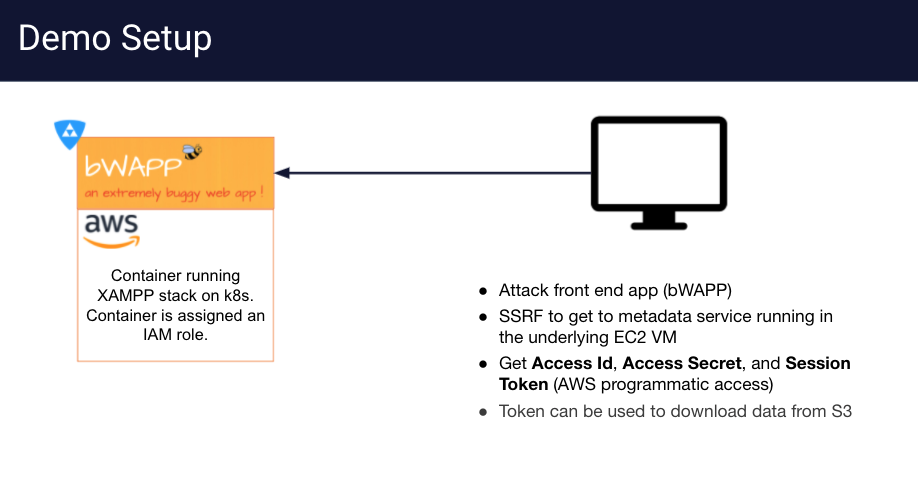 Demo Setup
bWAPP
an extremely buggy web app !
aws
Container running
XAMPP stack on k8s.
Container is assigned an
IAM role.
● Attack front end app (bWAPP)
● SSRF to get to metadata service running in
the underlying EC2 VM
● Get Access Id, Access Secret, and Session
Token (AWS programmatic access)
● Token can be used to download data from S3